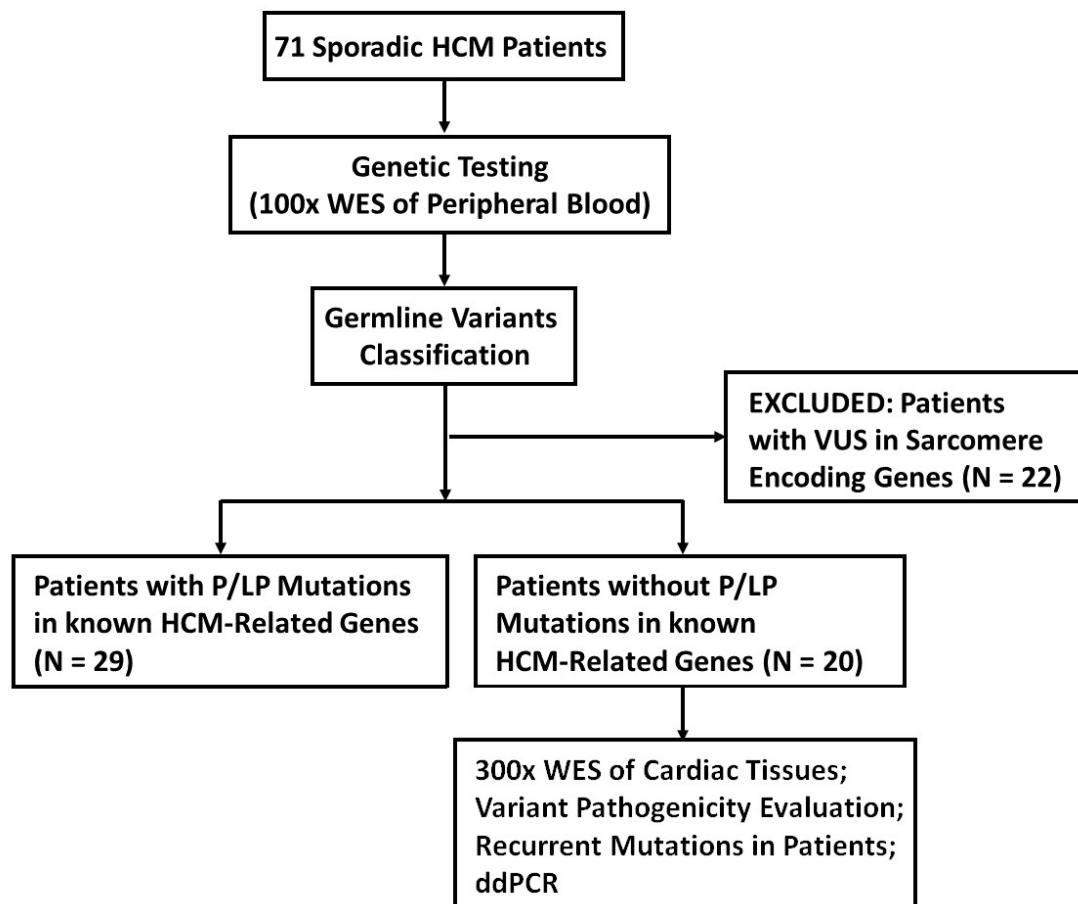 71 Sporadic HCM Patients
Genetic Testing
(100x WES of Peripheral Blood)
Germline Variants
Classification
EXCLUDED: Patients
with VUS in Sarcomere
Encoding Genes (N = 22)
Patients with P/LP Mutations
in known HCM-Related Genes
(N = 29)
Patients without P/LP
Mutations in known
HCM-Related Genes (N = 20)
300x WES of Cardiac Tissues;
Variant Pathogenicity Evaluation;
Recurrent Mutations in Patients;
ddPCR